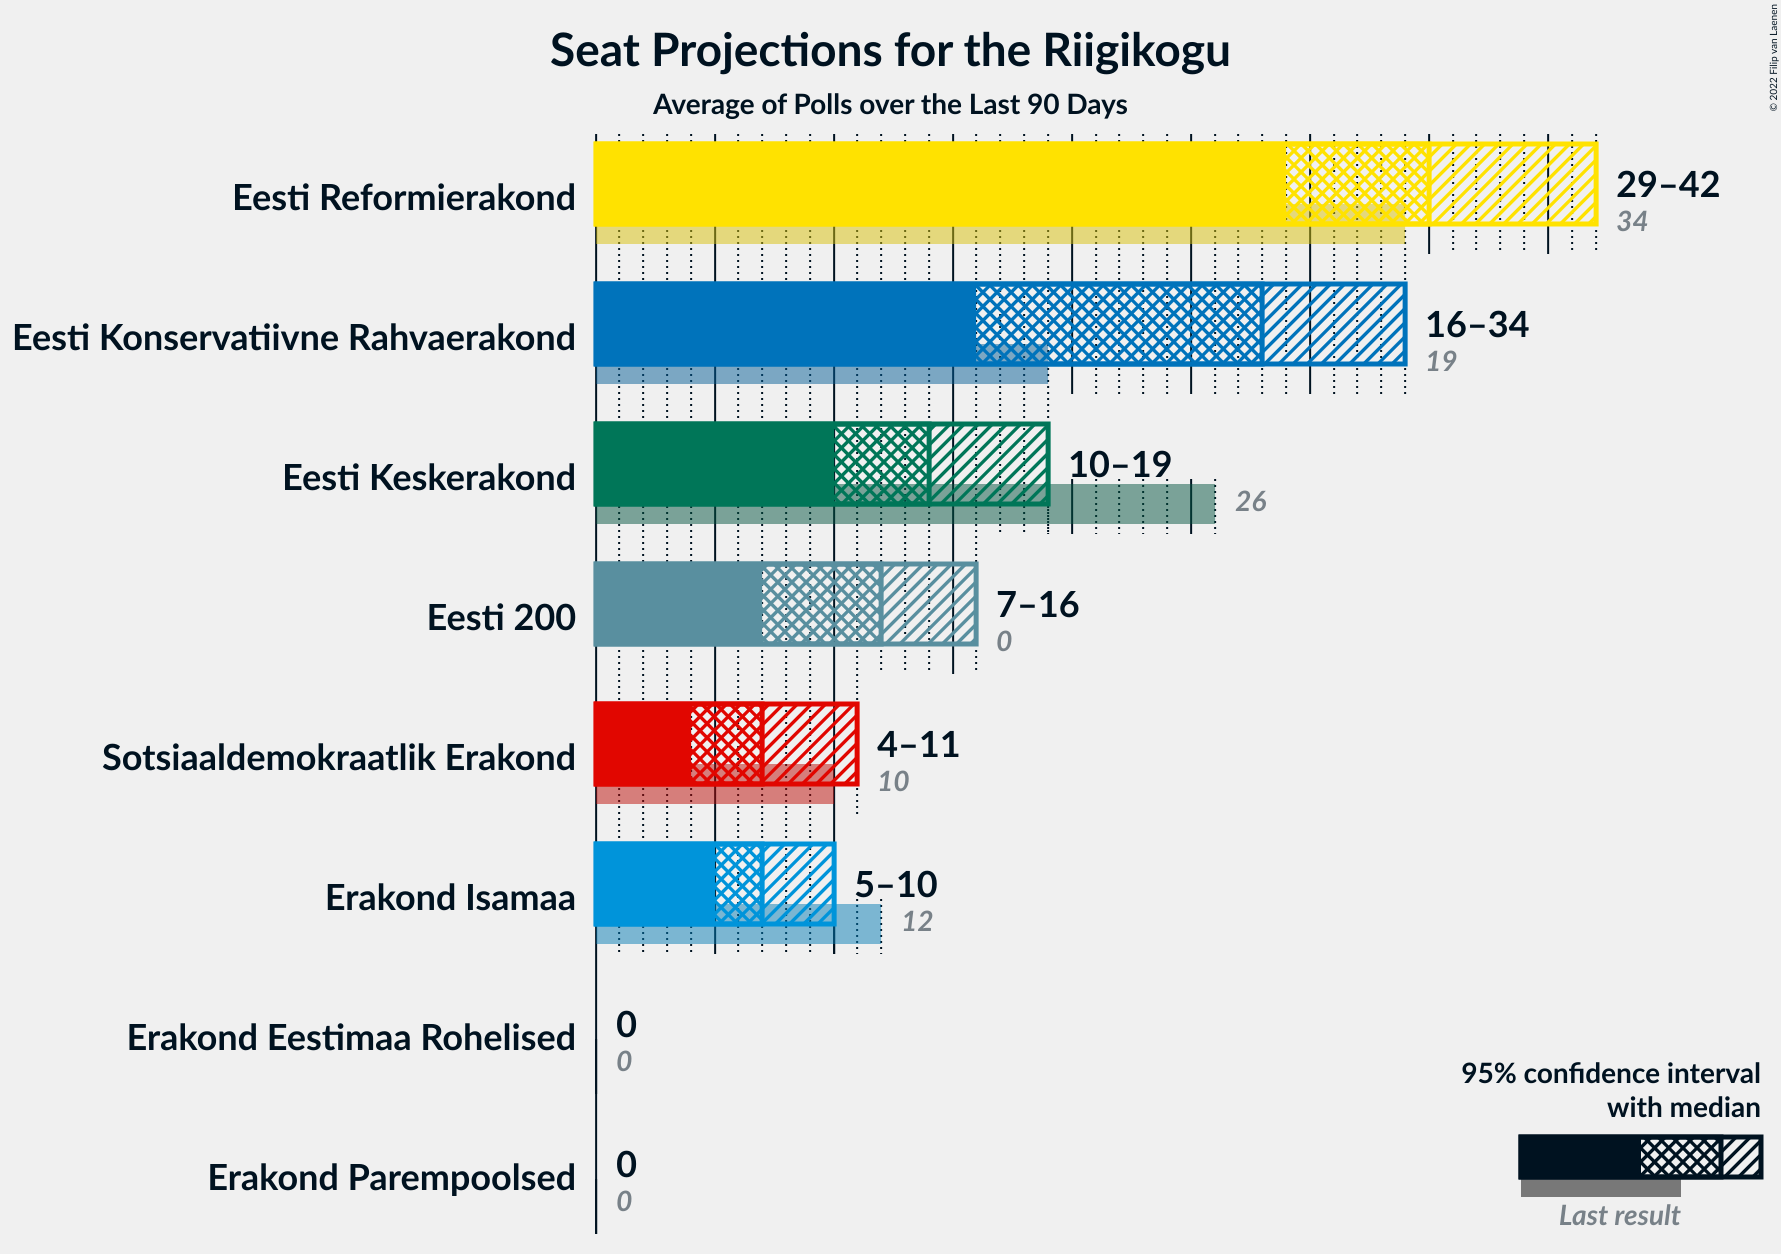 Seat Projections for the Riigikogu
Average of Polls over the Last 90 Days
© 2022 Filip van Laenen
Eesti Reformierakond
29–42
34
Eesti Konservatiivne Rahvaerakond
16–34
19
Eesti Keskerakond
10–19
26
Eesti 200
7–16
0
Sotsiaaldemokraatlik Erakond
4–11
10
Erakond Isamaa
5–10
12
Erakond Eestimaa Rohelised
0
0
Erakond Parempoolsed
0
0
95% confidence interval
with median
Last result